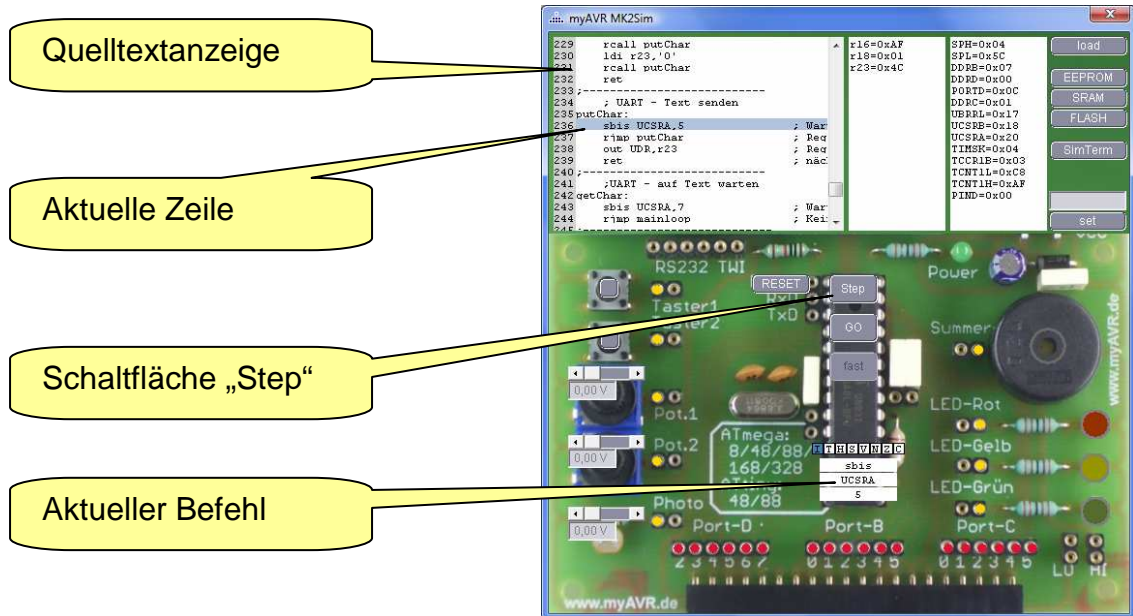 Quelltextanzeige
Aktuelle Zeile
Schaltfläche „Step“
Aktueller Befehl
myAVR MK2Sim
229 rcall putChar
230 ldi r23,'0'
231 rcall putChar
232 ret
233 ;----------------------------
234 ; UART - Text senden
235 putChar:
236 sbis UCSRA,5 ; War
237 rjmp putChar ; Reg
238 out UDR,r23 ; Reg
239 ret ; näc
240 ;----------------------------
241 ;UART - auf Text warten
242 getChar:
243 sbis UCSRA,7 ; War
244 rjmp mainloop ; Kei
245 ;----------------------------
r16=0xAF
r18=0x01
r23=0x4C
SPH=0x04
SPL=0x5C
DDRB=0x07
DDRD=0x00
PORTD=0x0C
DDRC=0x01
UBRRL=0x17
UCSRB=0x18
UCSRA=0x20
TIMSK=0x04
TCCR1B=0x03
TCNT1L=0xC8
TCNT1H=0xAF
PIND=0x00
load
EEPROM
SRAM
FLASH
SimTerm
set
RS232 TWI
Power
RESET
Step
RxD
TxD
GO
fast
Taster1
Taster2
Summer
www.myAVR.de
0,00 V
Pot.1
0,00 V
Pot.2
0,00 V
Photo
ATmega:
8/48/88/
168/328
ATtiny:
48/88
I T H S V N Z C
sbis
UCSRA
5
LED-Rot
LED-Gelb
LED-Grün
Port-D
Port-B
Port-C
2 3 4 5 6 7
0 1 2 3 4 5
0 1 2 3 4 5
LU MI
www.myAVR.de